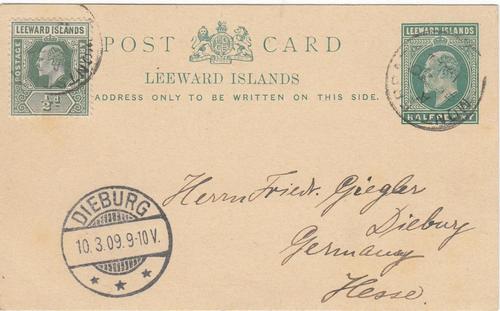 LEEWARD ISLANDS
POSTAGE
½d
POST CARD
LEEWARD ISLANDS
ADDRESS ONLY TO BE WRITTEN ON THIS SIDE.
HALFPENNY
Herrn Friedr. Giegler
Dieburg
Germany
Hesse.
DIEBURG
10.3.09.9-10V.